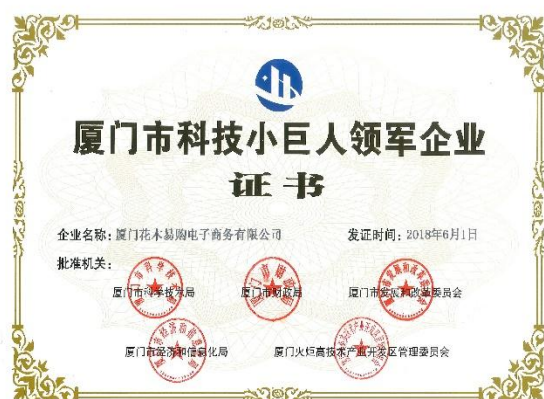 厦门市科技小巨人领军企业
证书
企业名称：厦门花木易购电子商务有限公司 发证时间：2018年6月1日
批准机关：
厦门市科学技术局 厦门市财政局 厦门市发展和改革委员会
厦门市经济和信息化局 厦门火炬高技术产业开发区管理委员会